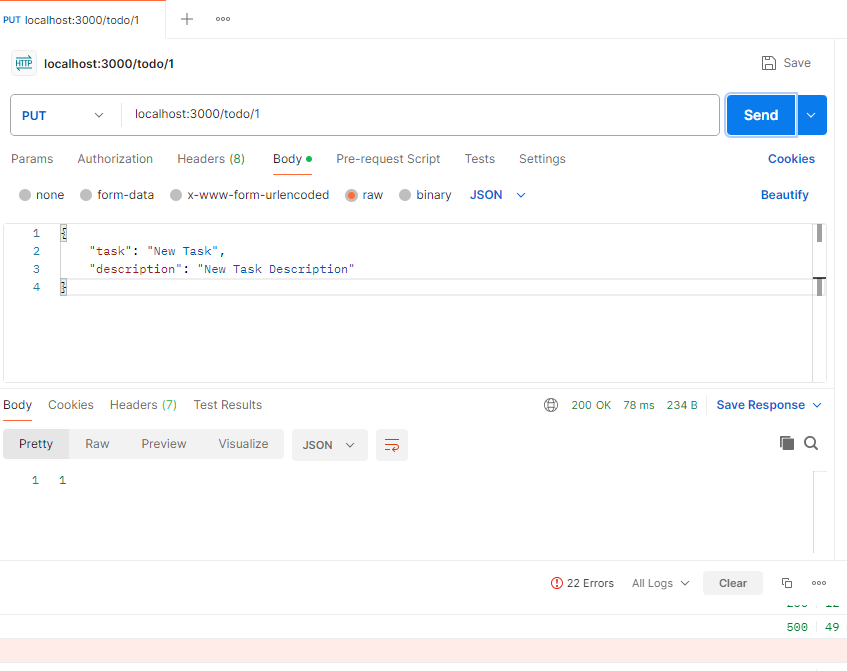 PUT localhost:3000/todo/1
HTTP localhost:3000/todo/1 Save
PUT localhost:3000/todo/1 Send
Params Authorization Headers (8) Body Pre-request Script Tests Settings Cookies
none form-data x-www-form-urlencoded raw binary JSON Beautify
1 {
2 "task": "New Task",
3 "description": "New Task Description"
4 }
Body Cookies Headers (7) Test Results 200 OK 78 ms 234 B Save Response
Pretty Raw Preview Visualize JSON
1 1
22 Errors All Logs Clear
500 49